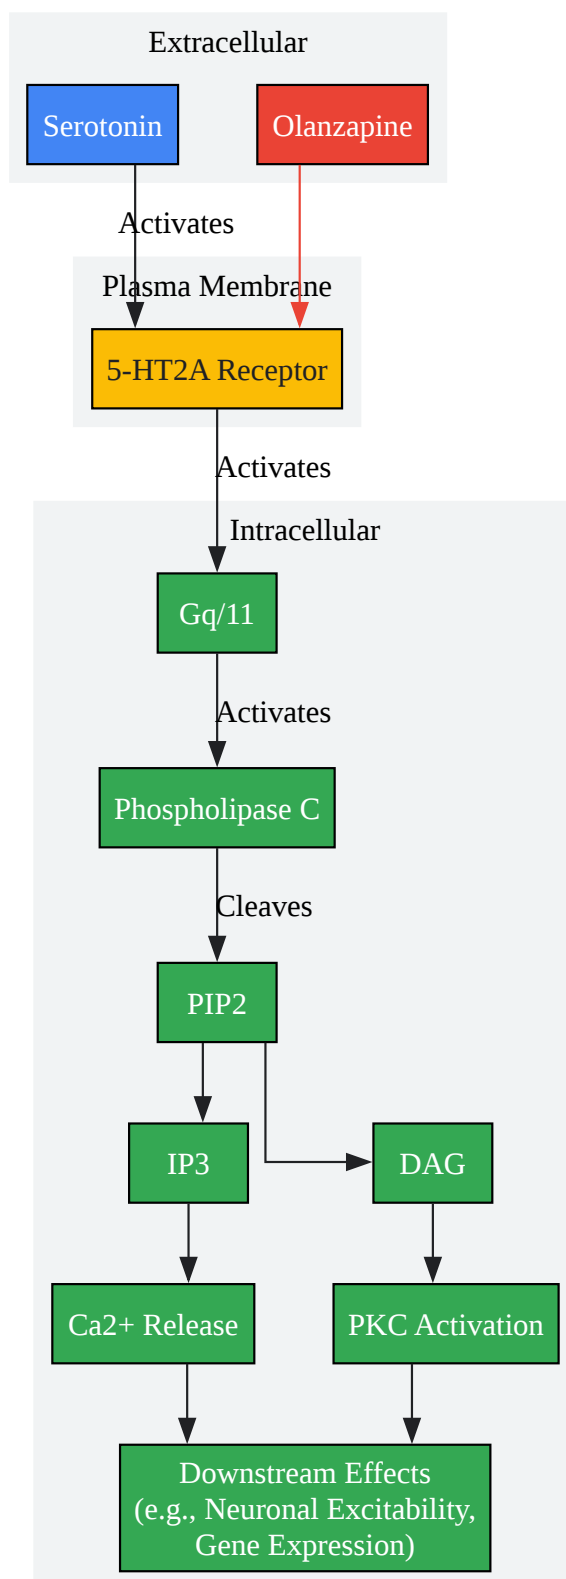 Extracellular
Serotonin
Olanzapine
Activates
Plasma Membrane
5-HT2A Receptor
Activates
Intracellular
Gq/11
Activates
Phospholipase C
Cleaves
PIP2
IP3
DAG
Ca2+ Release
PKC Activation
Downstream Effects
(e.g., Neuronal Excitability,
Gene Expression)